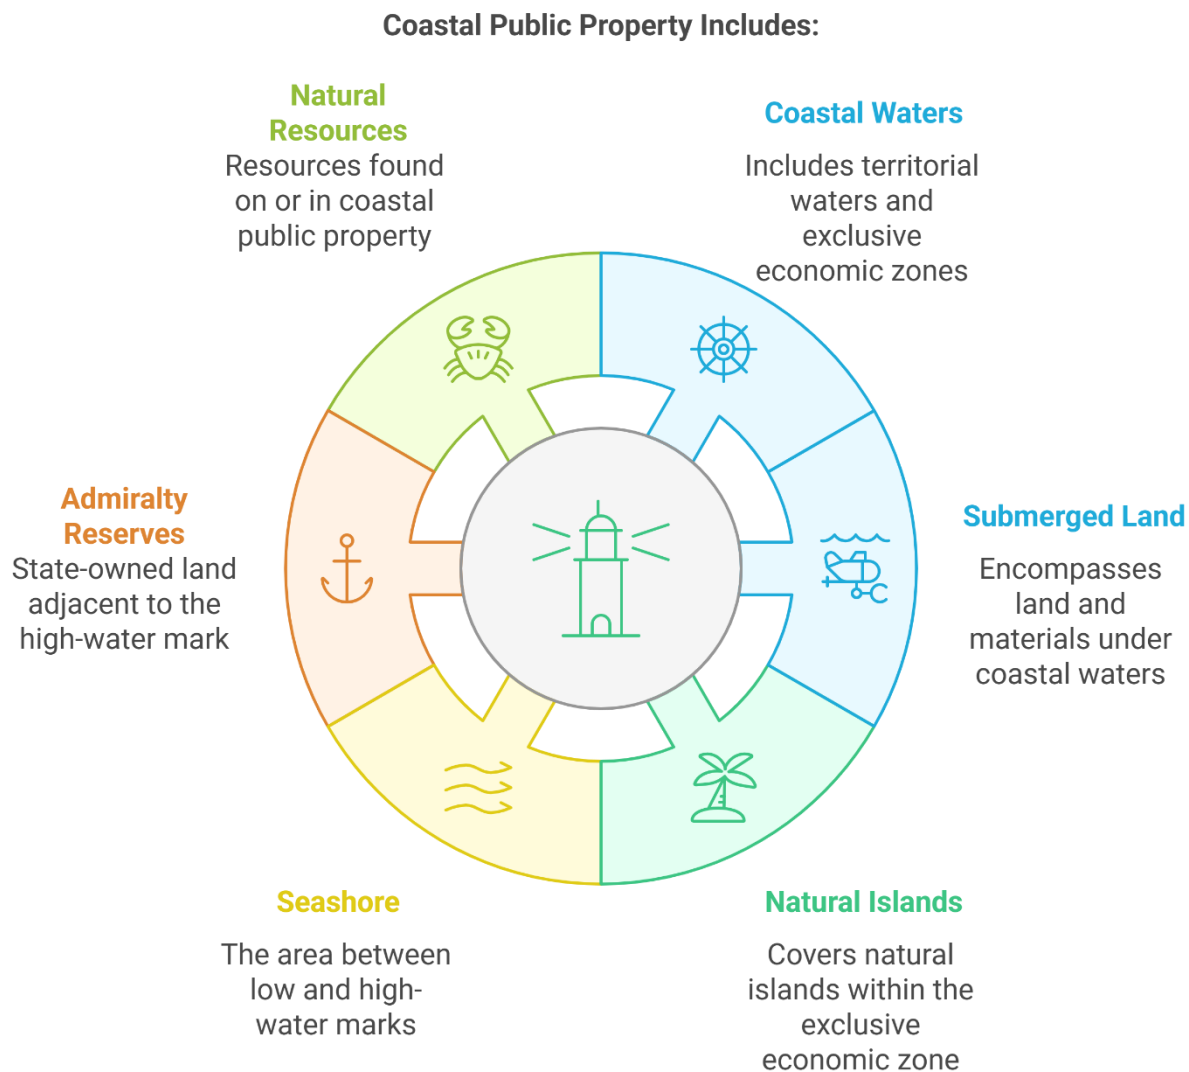 Coastal Public Property Includes:
Natural
Resources
Resources found
on or in coastal
public property
Coastal Waters
Includes territorial
waters and
exclusive
economic zones
Admiralty
Reserves
State-owned land
adjacent to the
high-water mark
Submerged Land
Encompasses
land and
materials under
coastal waters
Seashore
The area between
low and high-
water marks
Natural Islands
Covers natural
islands within the
exclusive
economic zone